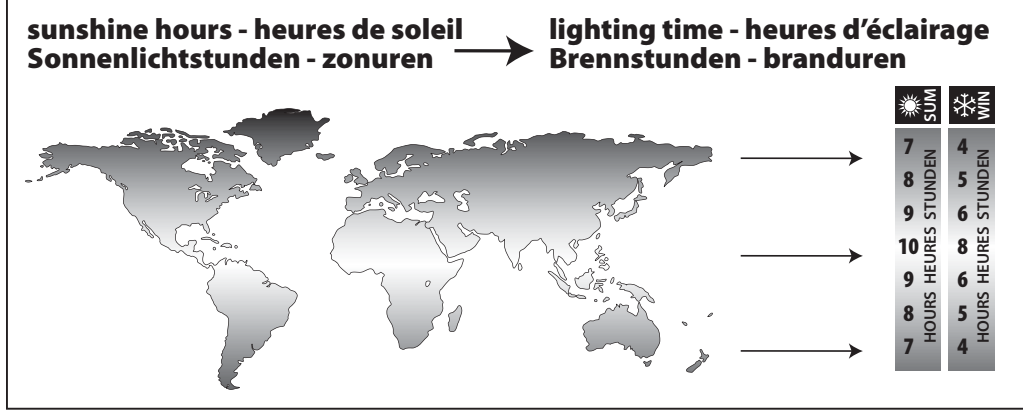 sunshine hours - heures de soleil
Sonnenlichtstunden - zonuren
lighting time - heures d’éclairage
Brennstunden - branduren
SUM WIN
7 4
8 5
9 6
10 8
9 6
8 5
7 4
HOURS HEURES STUNDEN
HOURS HEURES STUNDEN